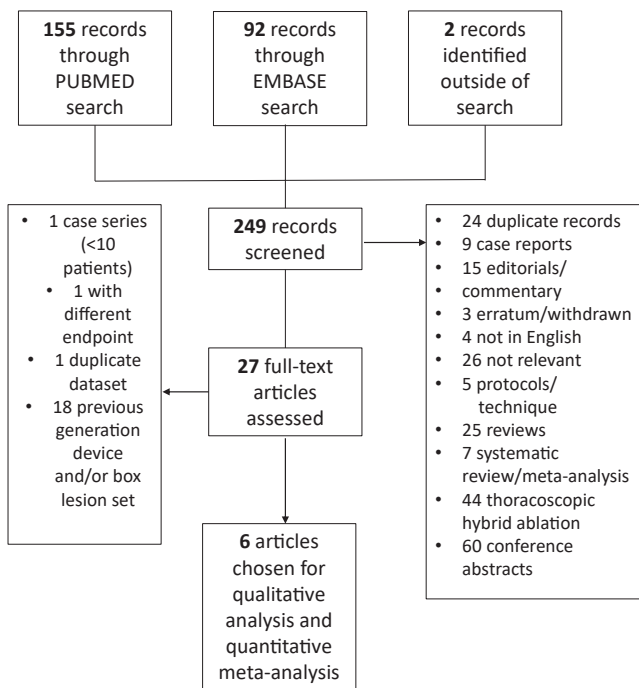 155 records
through
PUBMED
search
92 records
through
EMBASE
search
2 records
identified
outside of
search
249 records
screened
• 24 duplicate records
• 9 case reports
• 15 editorials/
• commentary
• 3 erratum/withdrawn
• 4 not in English
• 26 not relevant
• 5 protocols/
technique
• 25 reviews
• 7 systematic
review/meta-analysis
• 44 thoracoscopic
hybrid ablation
• 60 conference
abstracts
27 full-text
articles
assessed
• 1 case series
(<10
patients)
• 1 with
different
endpoint
• 1 duplicate
dataset
• 18 previous
generation
device
and/or box
lesion set
6 articles
chosen for
qualitative
analysis and
quantitative
meta-analysis